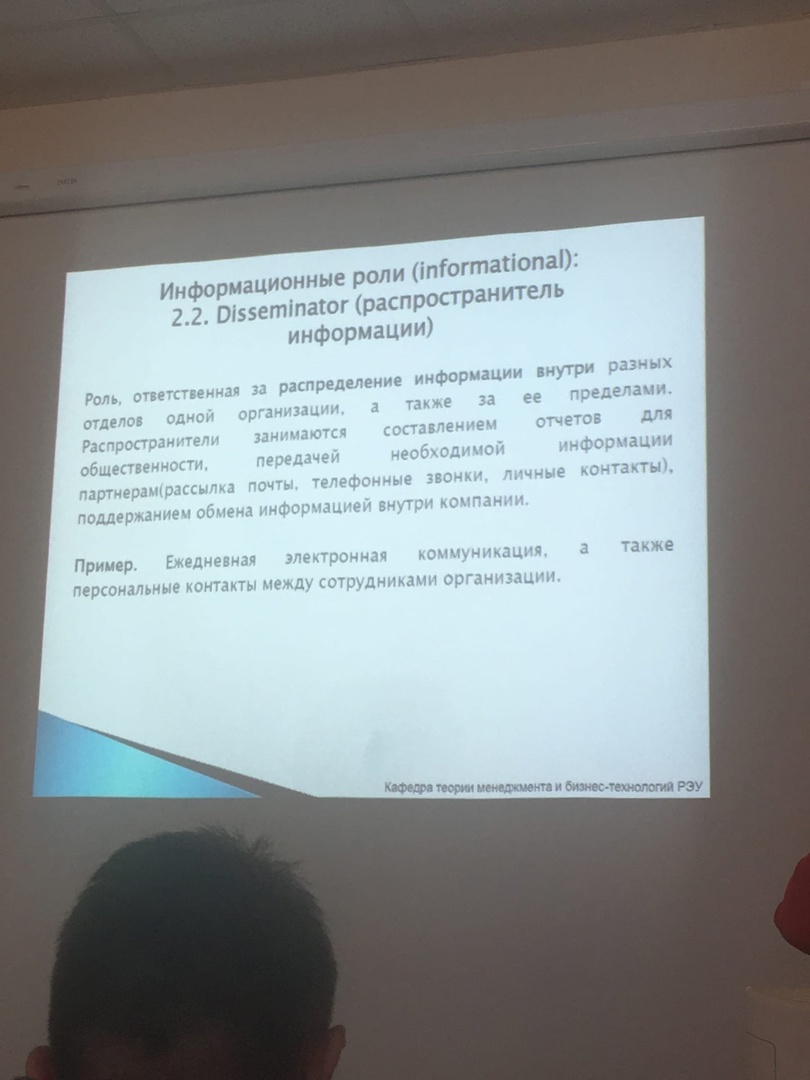 Информационные роли (informational):
2.2. Disseminator (распространитель
информации)
Роль, ответственная за распределение информации внутри разных
отделов одной организации, а также за ее пределами.
Распространители занимаются составлением отчетов для
общественности, передачей необходимой информации
партнерам(рассылка почты, телефонные звонки, личные контакты),
поддержанием обмена информацией внутри компании.
Пример. Ежедневная электронная коммуникация, а также
персональные контакты между сотрудниками организации.
Кафедра теории менеджмента и бизнес-технологий РЭУ